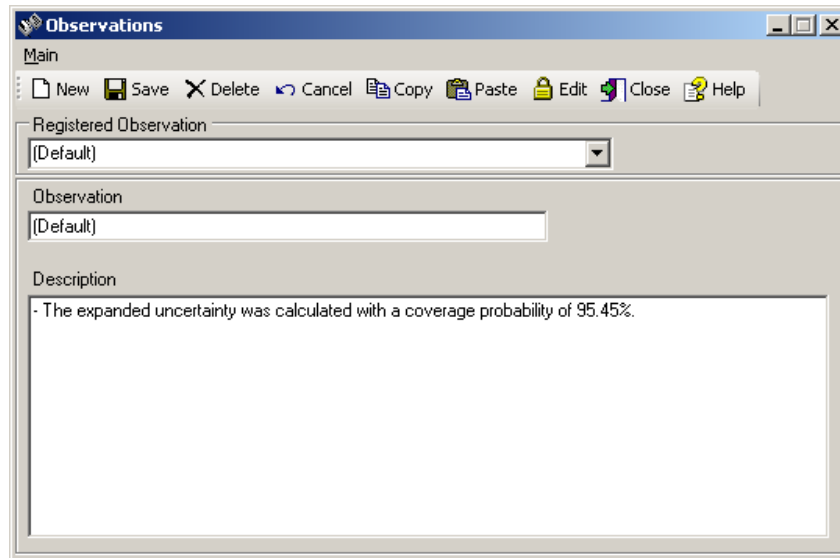 Observations
Main
New Save Delete Cancel Copy Paste Edit Close Help
Registered Observation
(Default)
Observation
(Default)
Description
- The expanded uncertainty was calculated with a coverage probability of 95.45%.